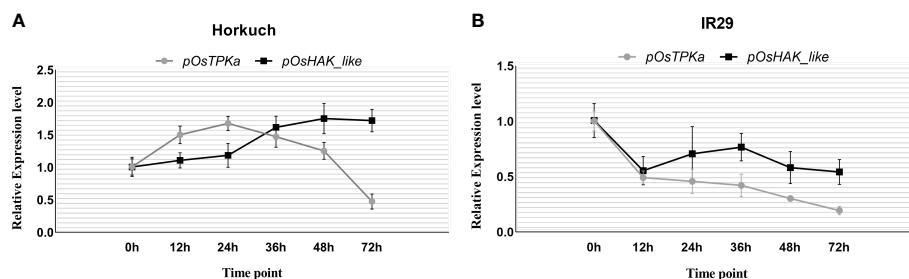 A
Horkuch
pOsTPKa pOsHAK_like
Relative Expression level
2.5
2.0
1.5
1.0
0.5
0.0
0h 12h 24h 36h 48h 72h
Time point
B
IR29
pOsTPKa pOsHAK_like
Relative Expression level
1.5
1.0
0.5
0.0
0h 12h 24h 36h 48h 72h
Time point